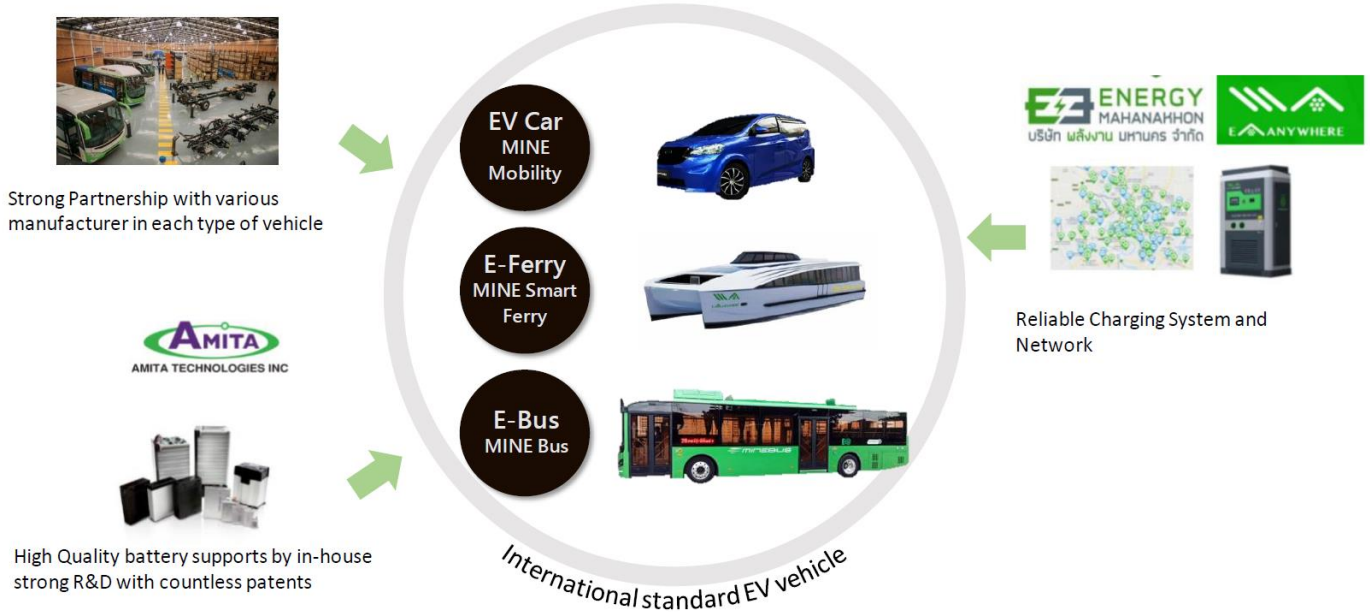 Strong Partnership with various
manufacturer in each type of vehicle
AMITA
AMITA TECHNOLOGIES INC
High Quality battery supports by in-house
strong R&D with countless patents
EV Car
MINE
Mobility
E-Ferry
MINE Smart
Ferry
E-Bus
MINE Bus
MINEBUS
International standard EV vehicle
ENERGY
MAHANAHHON
บริษัท พลังงาน มหานคร จำกัด
EA ANYWHERE
Reliable Charging System and
Network